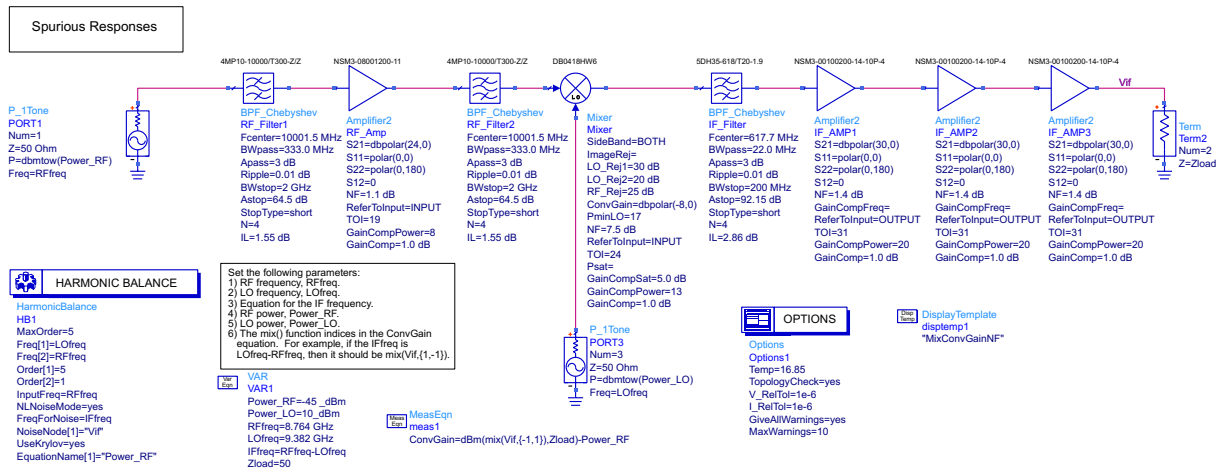 Spurious Responses
4MP10-10000/T300-Z/Z
NSM3-08001200-11
4MP10-10000/T300-Z/Z
DB0418HW6
5DH35-618/T20-1.9
NSM3-00100200-14-10P-4
NSM3-00100200-14-10P-4
NSM3-00100200-14-10P-4
LO
Vif
P_1Tone
PORT1
Num=1
Z=50 Ohm
P=dbmtow(Power_RF)
Freq=RFfreq
BPF_Chebyshev
RF_Filter1
Fcenter=10001.5 MHz
BWpass=333.0 MHz
Apass=3 dB
Ripple=0.01 dB
BWstop=2 GHz
Astop=64.5 dB
StopType=short
N=4
IL=1.55 dB
Amplifier2
RF_Amp
S21=dbpolar(24,0)
S11=polar(0,0)
S22=polar(0,180)
S12=0
NF=1.1 dB
ReferToInput=INPUT
TOI=19
GainCompPower=8
GainComp=1.0 dB
BPF_Chebyshev
RF_Filter2
Fcenter=10001.5 MHz
BWpass=333.0 MHz
Apass=3 dB
Ripple=0.01 dB
BWstop=2 GHz
Astop=64.5 dB
StopType=short
N=4
IL=1.55 dB
Mixer
Mixer
SideBand=BOTH
ImageRej=
LO_Rej1=30 dB
LO_Rej2=20 dB
RF_Rej=25 dB
ConvGain=dbpolar(-8,0)
PminLO=17
NF=7.5 dB
ReferToInput=INPUT
TOI=24
Psat=
GainCompSat=5.0 dB
GainCompPower=13
GainComp=1.0 dB
BPF_Chebyshev
IF_Filter
Fcenter=617.7 MHz
BWpass=22.0 MHz
Apass=3 dB
Ripple=0.01 dB
BWstop=200 MHz
Astop=92.15 dB
StopType=short
N=4
IL=2.86 dB
Amplifier2
IF_AMP1
S21=dbpolar(30,0)
S11=polar(0,0)
S22=polar(0,180)
S12=0
NF=1.4 dB
GainCompFreq=
ReferToInput=OUTPUT
TOI=31
GainCompPower=20
GainComp=1.0 dB
Amplifier2
IF_AMP2
S21=dbpolar(30,0)
S11=polar(0,0)
S22=polar(0,180)
S12=0
NF=1.4 dB
GainCompFreq=
ReferToInput=OUTPUT
TOI=31
GainCompPower=20
GainComp=1.0 dB
Amplifier2
IF_AMP3
S21=dbpolar(30,0)
S11=polar(0,0)
S22=polar(0,180)
S12=0
NF=1.4 dB
GainCompFreq=
ReferToInput=OUTPUT
TOI=31
GainCompPower=20
GainComp=1.0 dB
Term
Term2
Num=2
Z=Zload
HARMONIC BALANCE
HarmonicBalance
HB1
MaxOrder=5
Freq[1]=LOfreq
Freq[2]=RFfreq
Order[1]=5
Order[2]=1
InputFreq=RFfreq
NLNoiseMode=yes
FreqForNoise=IFfreq
NoiseNode[1]="Vif"
UseKrylov=yes
EquationName[1]="Power_RF"
Set the following parameters:
1) RF frequency, RFfreq.
2) LO frequency, LOfreq.
3) Equation for the IF frequency.
4) RF power, Power_RF.
5) LO power, Power_LO.
6) The mix() function indices in the ConvGain
equation. For example, if the IFfreq is
LOfreq-RFfreq, then it should be mix(Vif,{1,-1}).
Var
Eqn
VAR
VAR1
Power_RF=-45 _dBm
Power_LO=10_dBm
RFfreq=8.764 GHz
LOfreq=9.382 GHz
IFfreq=RFfreq-LOfreq
Zload=50
Meas
Eqn
MeasEqn
meas1
ConvGain=dBm(mix(Vif,{-1,1}),Zload)-Power_RF
P_1Tone
PORT3
Num=3
Z=50 Ohm
P=dbmtow(Power_LO)
Freq=LOfreq
OPTIONS
Options
Options1
Temp=16.85
TopologyCheck=yes
V_RelTol=1e-6
I_RelTol=1e-6
GiveAllWarnings=yes
MaxWarnings=10
Disp
Temp
DisplayTemplate
disptemp1
"MixConvGainNF"